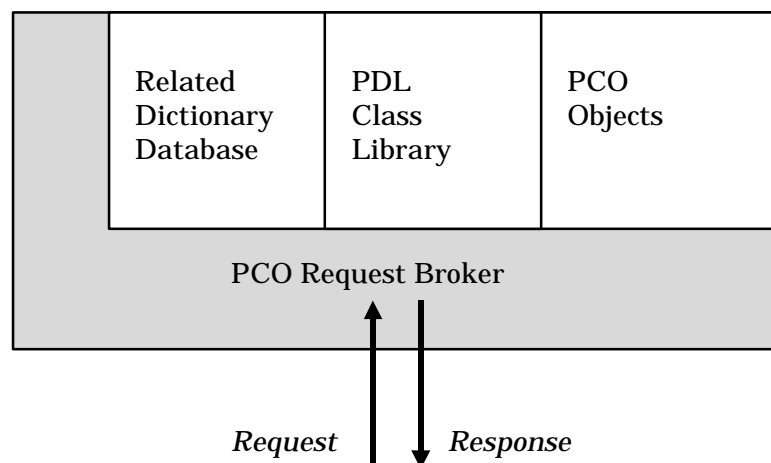 Related
Dictionary
Database
PDL
Class
Library
PCO
Objects
PCO Request Broker
Request
Response